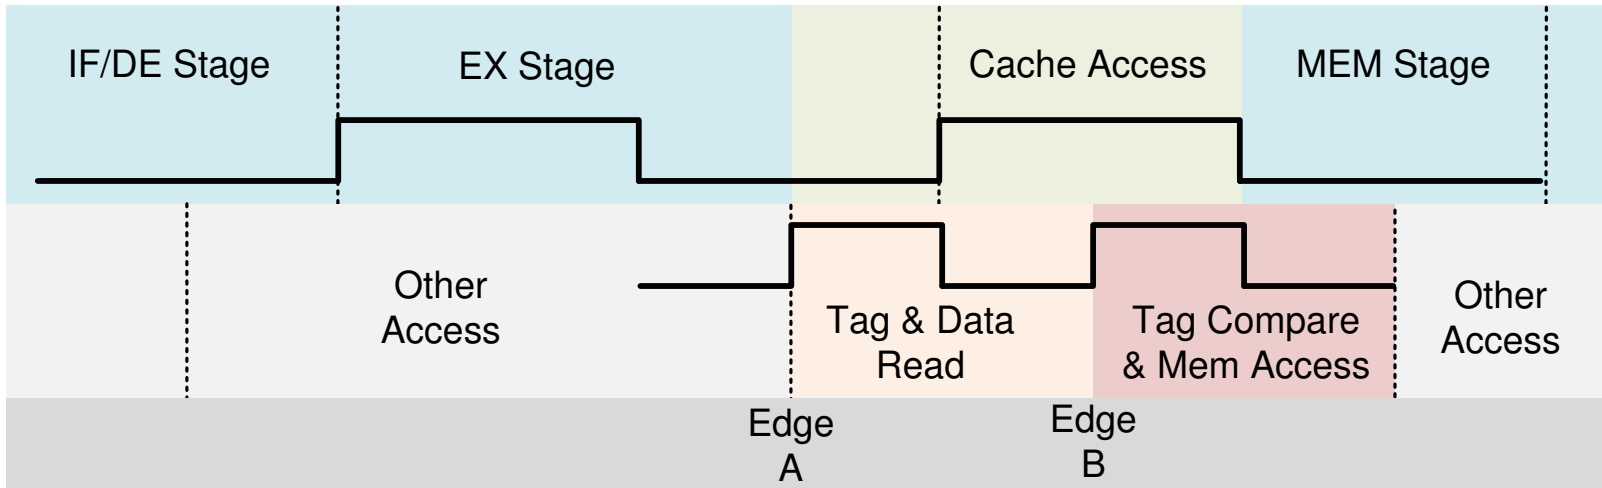 IF/DE Stage
EX Stage
Cache Access
MEM Stage
Other
Access
Tag & Data
Read
Tag Compare
& Mem Access
Other
Access
Edge
A
Edge
B